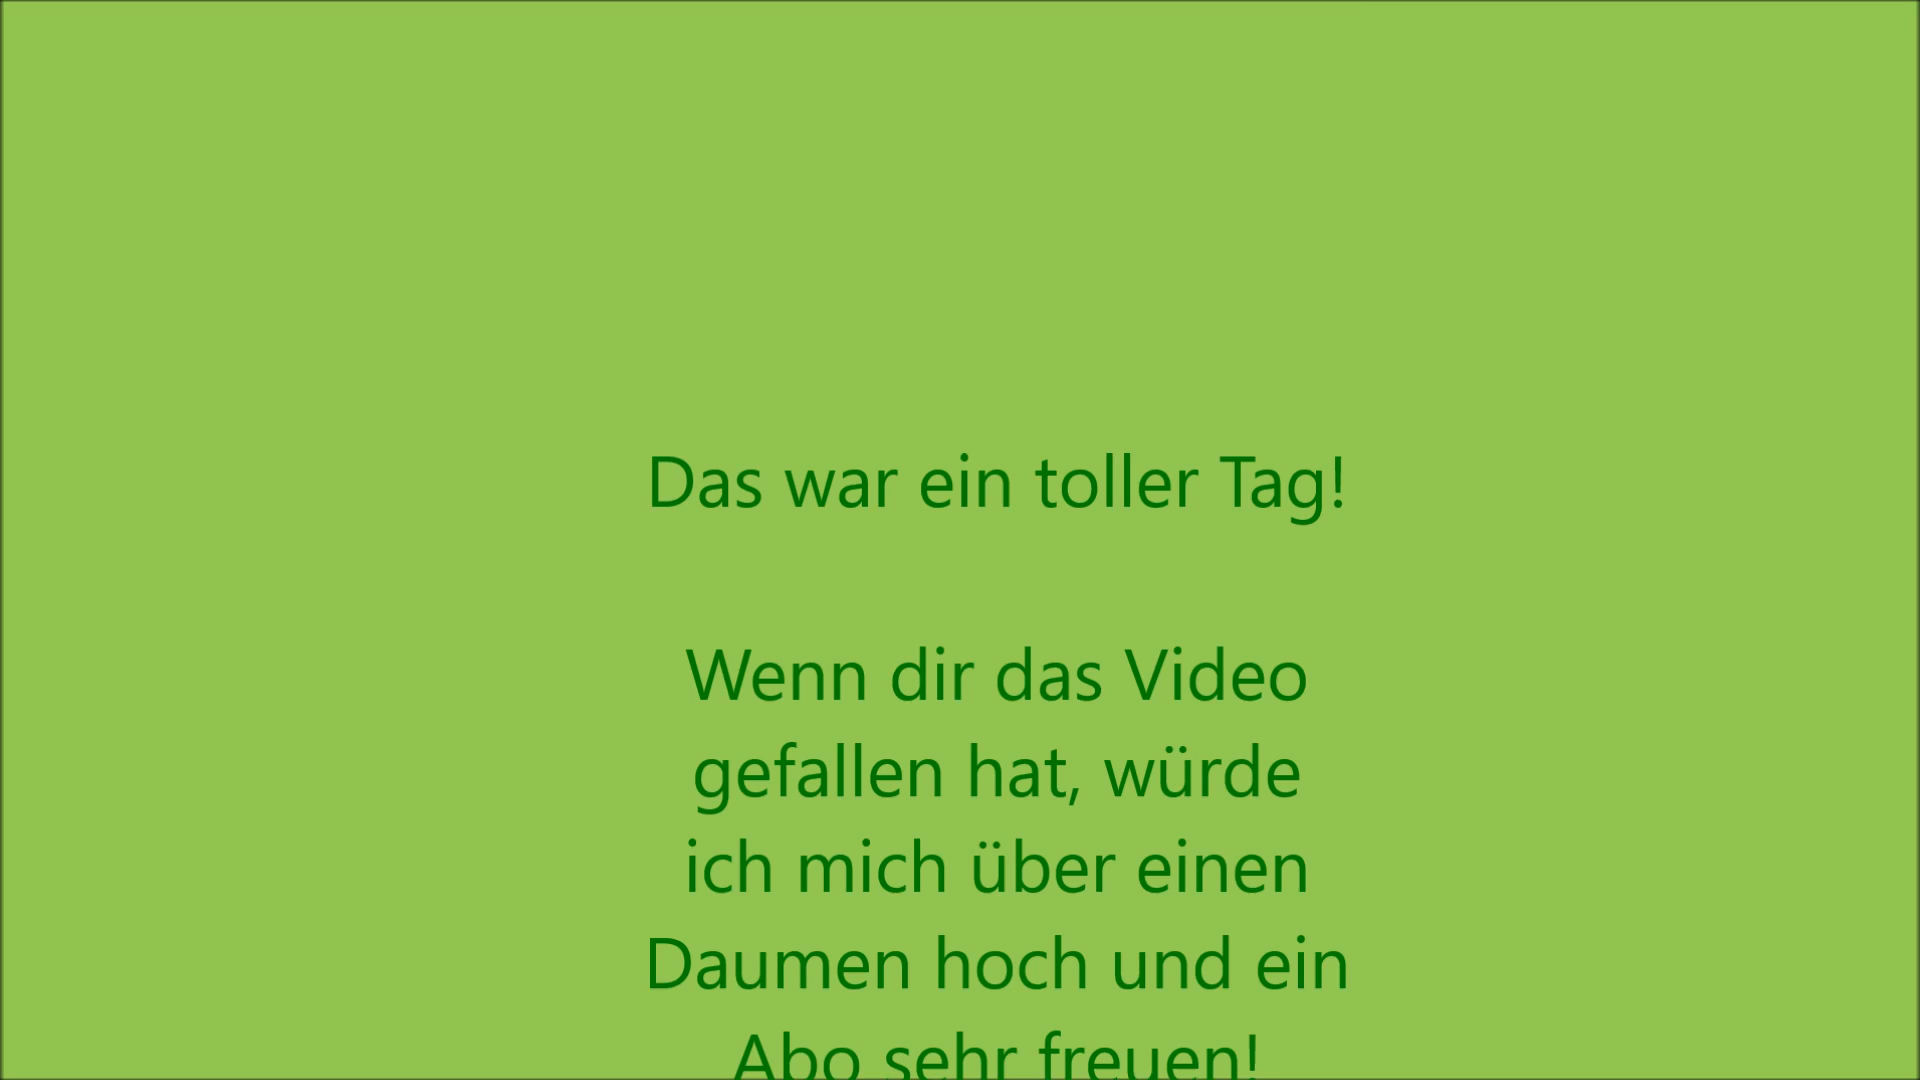 Das war ein toller Tag!
Wenn dir das Video
gefallen hat, würde
ich mich über einen
Daumen hoch und ein
Abo sehr freuen!